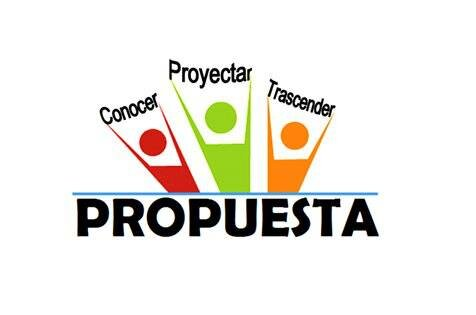 Conocer
Proyectar
Trascender
PROPUESTA